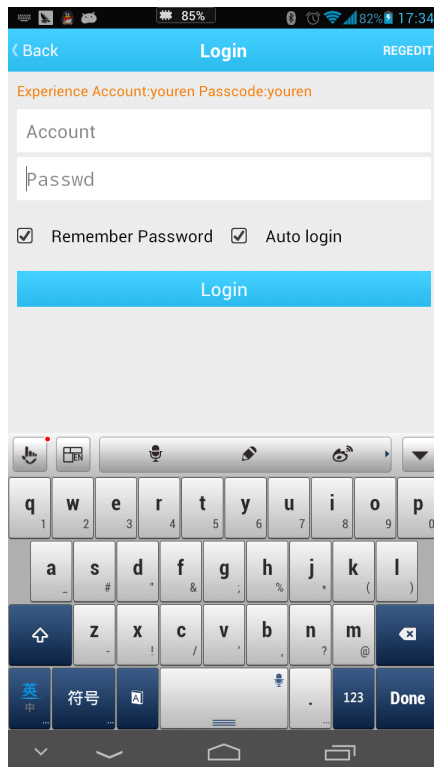 85% 82% 17:34
Back Login REGEDIT
Experience Account:youren Passcode:youren
Account
Passwd
Remember Password Auto login
Login
EN
q 1 w 2 e 3 r 4 t 5 y 6 u 7 i 8 o 9 p 0
a _ s # d " f & g ; h % j * k ( l )
z - x ! c / v ' b , n ? m @
英 中 符号 A . 123 Done